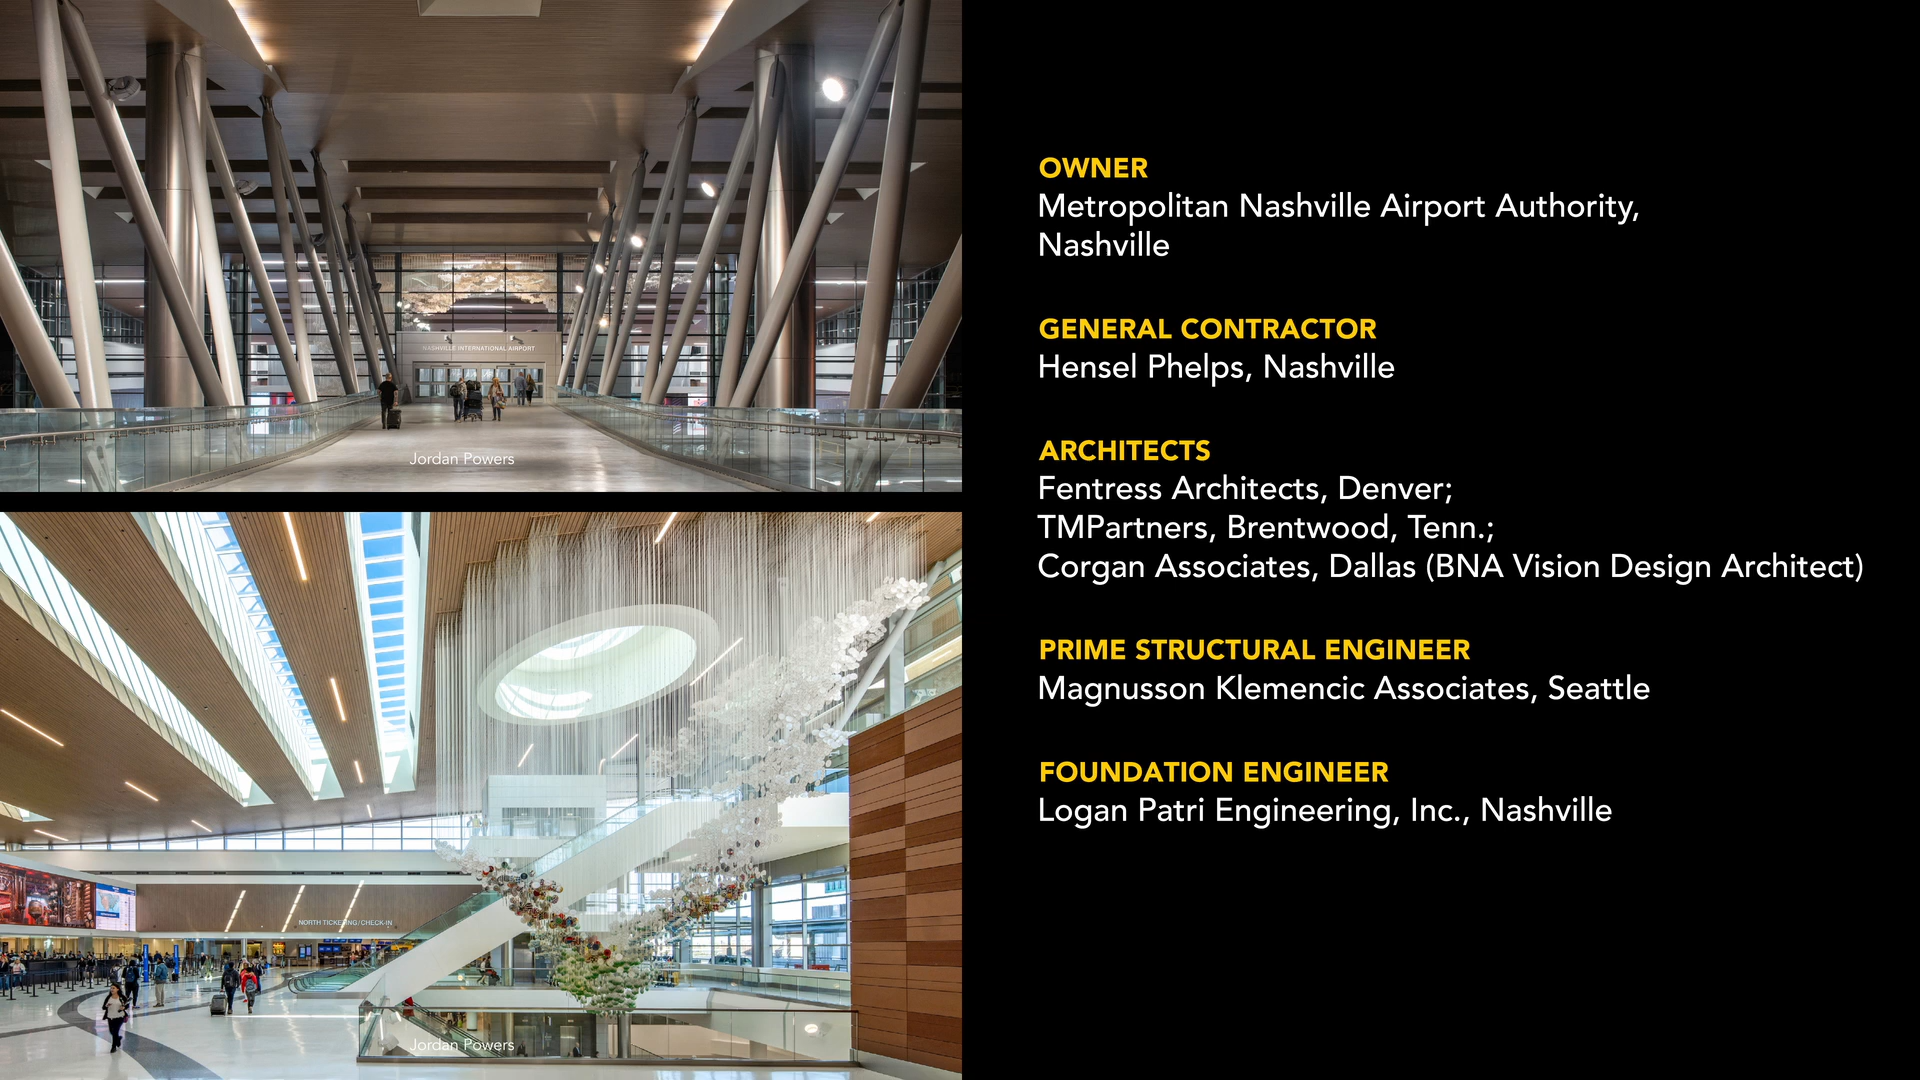 NASHVILLE INTERNATIONAL AIRPORT
Jordan Powers
NORTH TICKETING/CHECK-IN
Jordan Powers
OWNER
Metropolitan Nashville Airport Authority,
Nashville
GENERAL CONTRACTOR
Hensel Phelps, Nashville
ARCHITECTS
Fentress Architects, Denver;
TMPartners, Brentwood, Tenn.;
Corgan Associates, Dallas (BNA Vision Design Architect)
PRIME STRUCTURAL ENGINEER
Magnusson Klemencic Associates, Seattle
FOUNDATION ENGINEER
Logan Patri Engineering, Inc., Nashville